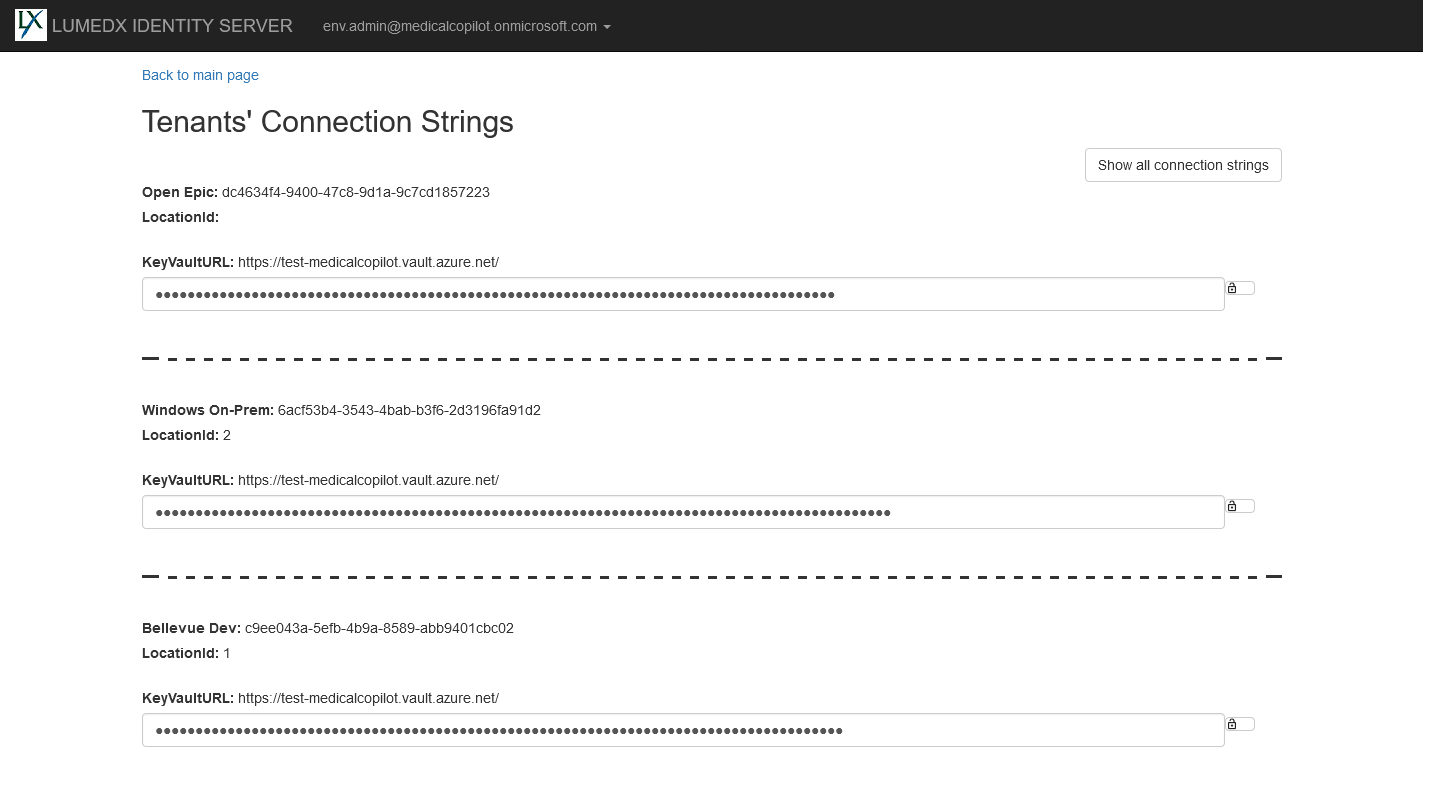 LX LUMEDX IDENTITY SERVER env.admin@medicalcopilot.onmicrosoft.com
Back to main page
Tenants' Connection Strings
Show all connection strings
Open Epic: dc4634f4-9400-47c8-9d1a-9c7cd1857223
LocationId:
KeyVaultURL: https://test-medicalcopilot.vault.azure.net/
Windows On-Prem: 6acf53b4-3543-4bab-b3f6-2d3196fa91d2
LocationId: 2
KeyVaultURL: https://test-medicalcopilot.vault.azure.net/
Bellevue Dev: c9ee043a-5efb-4b9a-8589-abb9401cbc02
LocationId: 1
KeyVaultURL: https://test-medicalcopilot.vault.azure.net/